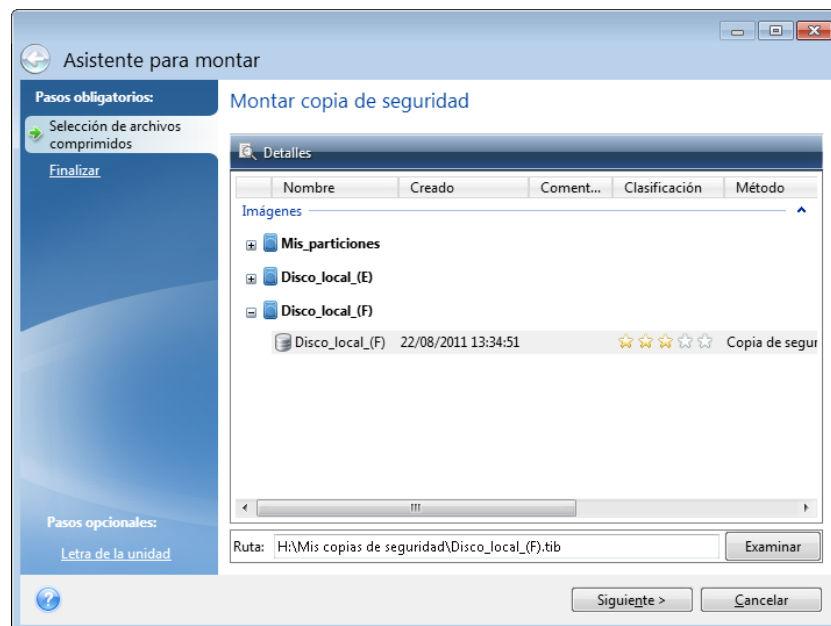 Asistente para montar
Pasos obligatorios:
Selección de archivos
comprimidos
Finalizar
Pasos opcionales:
Letra de la unidad
Montar copia de seguridad
Detalles
Nombre Creado Coment... Clasificación Método
Imágenes
Mis_particiones
Disco_local_(E)
Disco_local_(F)
Disco_local_(F) 22/08/2011 13:34:51 Copia de segur
Ruta: H:\Mis copias de seguridad\Disco_local_(F).tib Examinar
Siguiente > Cancelar